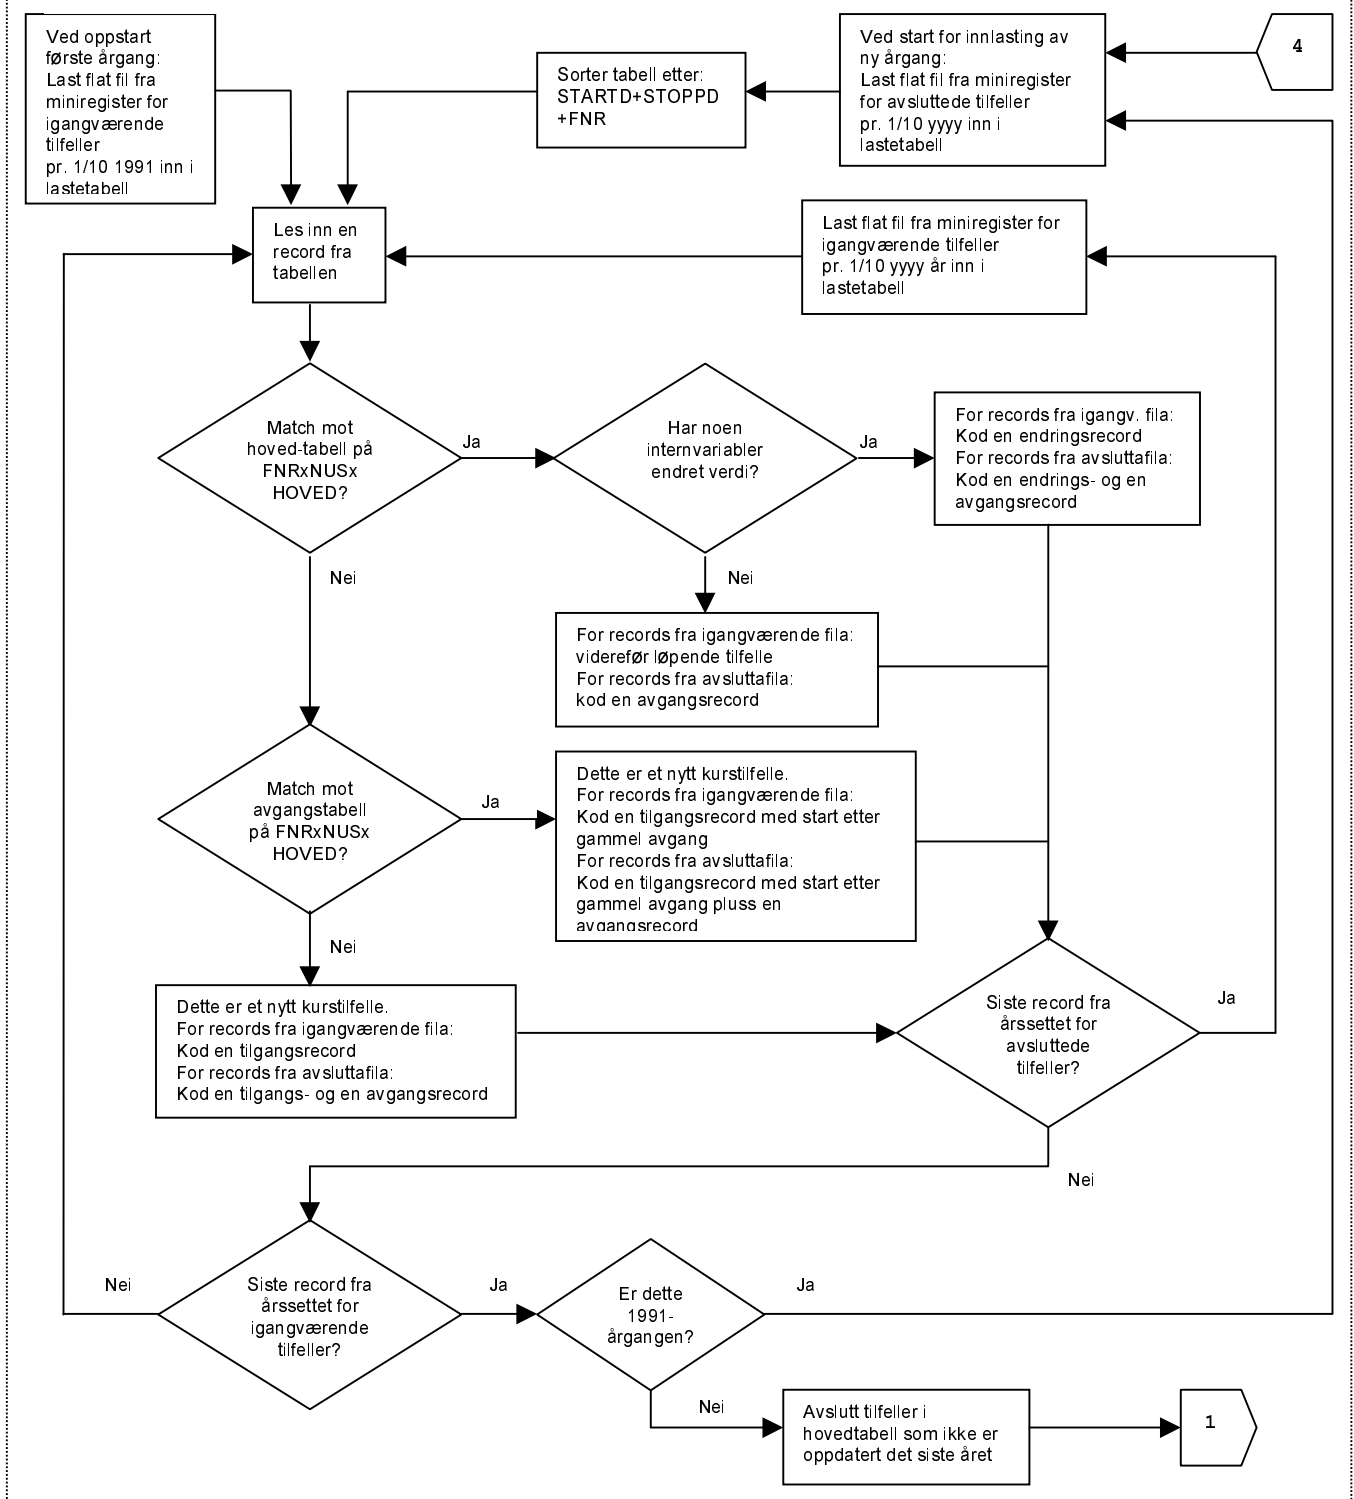 Ved oppstart
første årgang:
Last flat fil fra
miniregister for
igangværende
tilfeller
pr. 1/10 1991 inn i
lastetabell
Sorter tabell etter:
STARTD+STOPPD
+FNR
Ved start for innlasting av
ny årgang:
Last flat fil fra miniregister
for avsluttede tilfeller
pr. 1/10 yyyy inn i
lastetabell
4
Les inn en
record fra
tabellen
Last flat fil fra miniregister for
igangværende tilfeller
pr. 1/10 yyyy år inn i
lastetabell
Match mot
hoved-tabell på
FNRxNUSx
HOVED?
Ja
Har noen
internvariabler
endret verdi?
Ja
For records fra igangv. fila:
Kod en endringsrecord
For records fra avsluttafila:
Kod en endrings- og en
avgangsrecord
Nei
Nei
For records fra igangværende fila:
viderefør løpende tilfelle
For records fra avsluttafila:
kod en avgangsrecord
Match mot
avgangstabell
på FNRxNUSx
HOVED?
Ja
Dette er et nytt kurstilfelle.
For records fra igangværende fila:
Kod en tilgangsrecord med start etter
gammel avgang
For records fra avsluttafila:
Kod en tilgangsrecord med start etter
gammel avgang pluss en
avgangsrecord
Nei
Dette er et nytt kurstilfelle.
For records fra igangværende fila:
Kod en tilgangsrecord
For records fra avsluttafila:
Kod en tilgangs- og en avgangsrecord
Siste record fra
årssettet for
avsluttede
tilfeller?
Ja
Nei
Nei
Siste record fra
årssettet for
igangværende
tilfeller?
Ja
Er dette
1991-
årgangen?
Ja
Nei
Avslutt tilfeller i
hovedtabell som ikke er
oppdatert det siste året
1